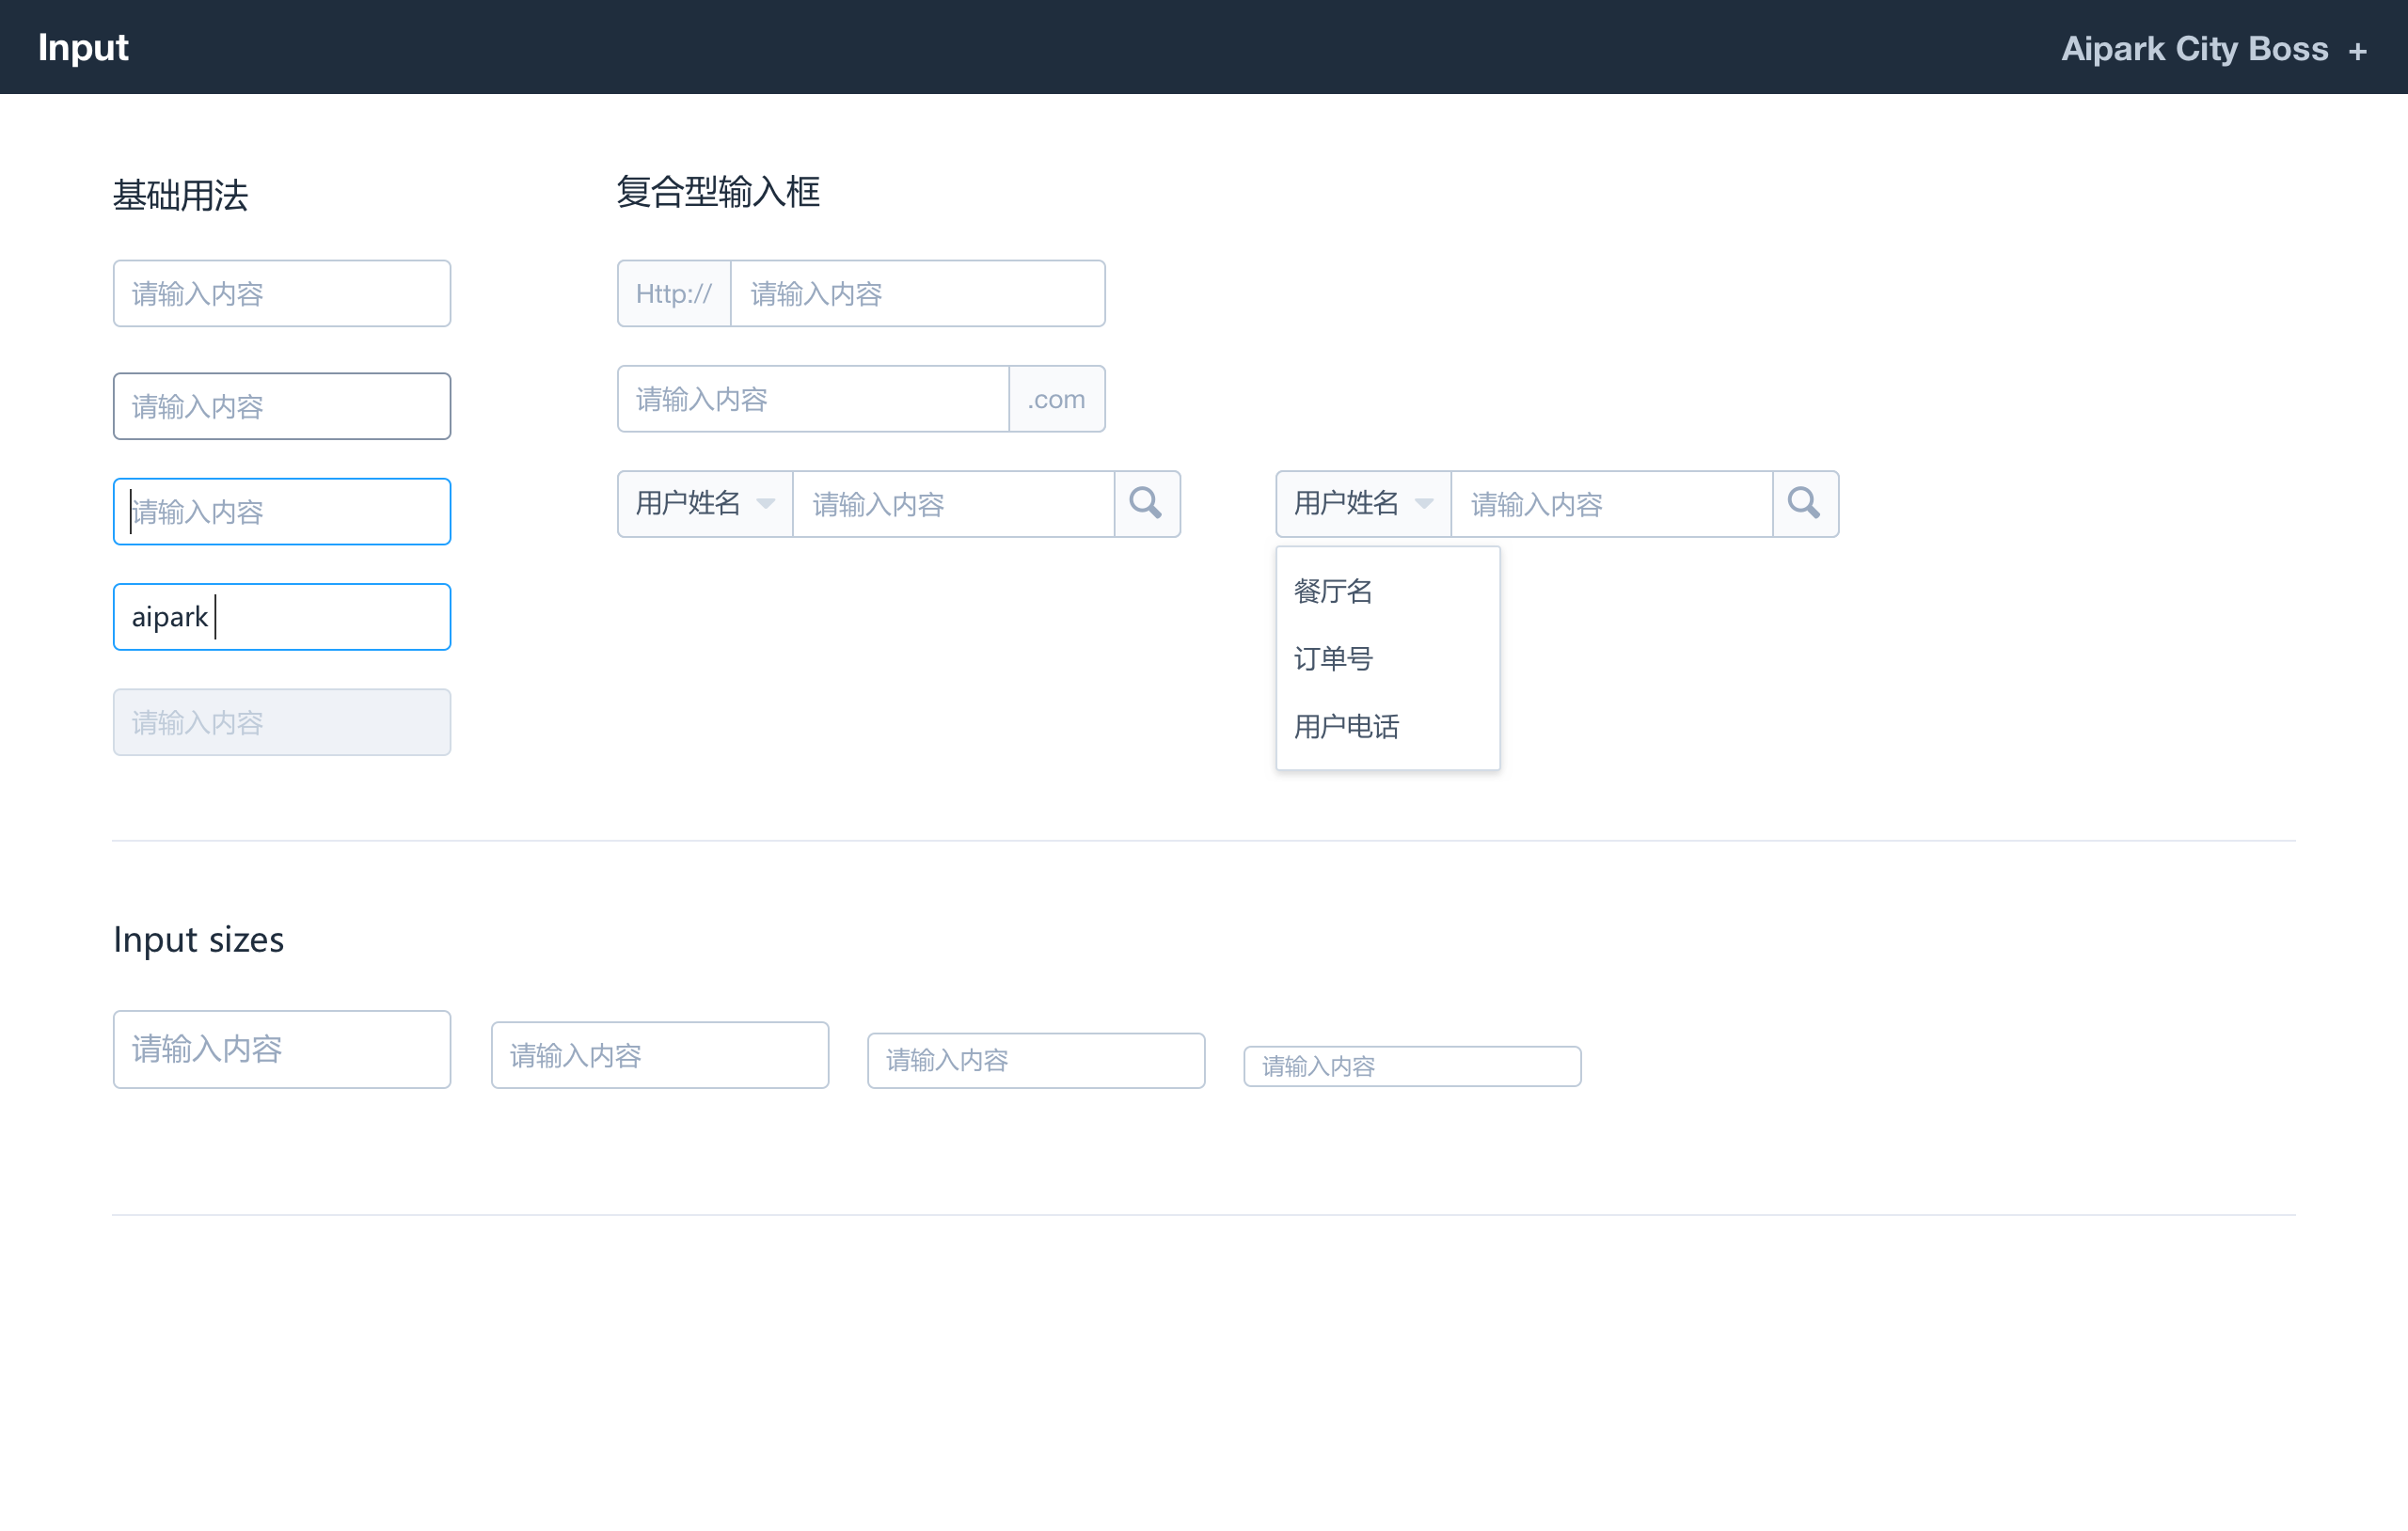 Input
Aipark City Boss +
基础用法
请输入内容
请输入内容
请输入内容
aipark
请输入内容
复合型输入框
Http:// 请输入内容
请输入内容 .com
用户姓名 请输入内容
用户姓名 请输入内容
餐厅名
订单号
用户电话
Input sizes
请输入内容
请输入内容
请输入内容
请输入内容